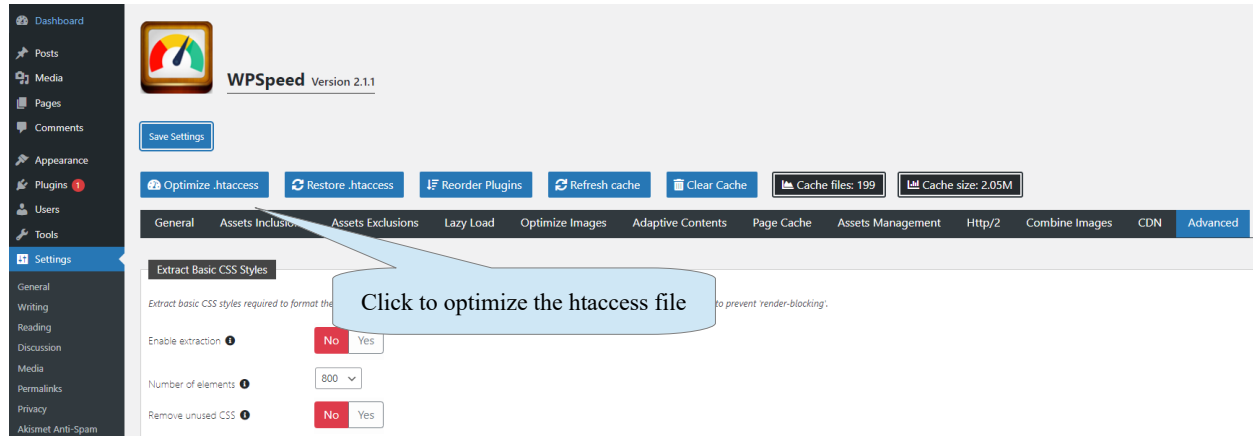 Dashboard
Posts
Media
Pages
Comments
Appearance
Plugins 1
Users
Tools
Settings
General
Writing
Reading
Discussion
Media
Permalinks
Privacy
Akismet Anti-Spam
WPSpeed Version 2.1.1
Save Settings
Optimize .htaccess Restore .htaccess Reorder Plugins Refresh cache Clear Cache Cache files: 199 Cache size: 2.05M
General Assets Inclusion Assets Exclusions Lazy Load Optimize Images Adaptive Contents Page Cache Assets Management Http/2 Combine Images CDN Advanced
Extract Basic CSS Styles
Extract basic CSS styles required to format the to prevent 'render-blocking'.
Click to optimize the htaccess file
Enable extraction No Yes
Number of elements 800
Remove unused CSS No Yes